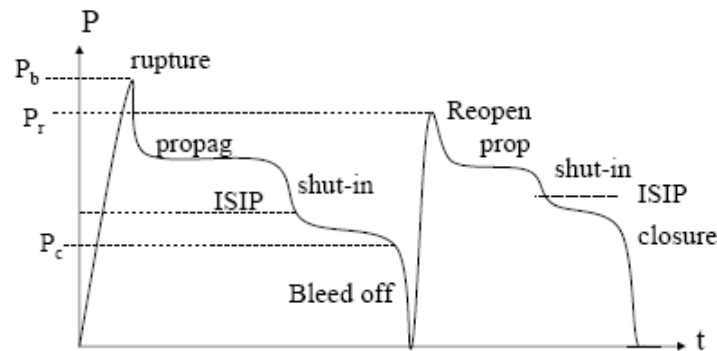 P
rupture
P_b
P_r
Reopen
propag
prop
shut-in
shut-in
ISIP
ISIP
P_c
closure
Bleed off
t